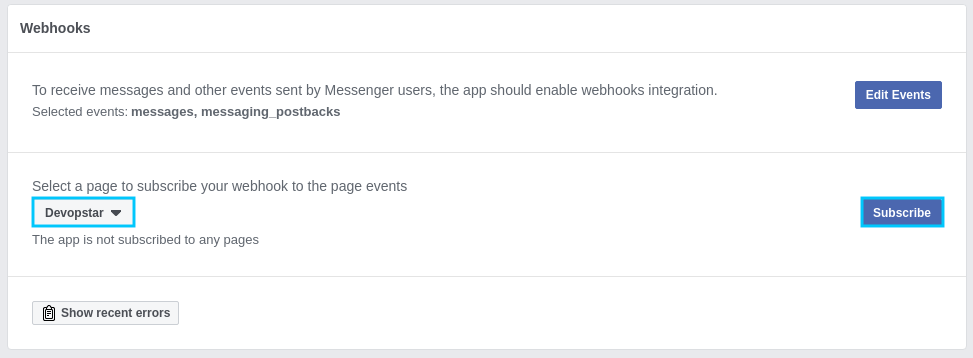 Webhooks
To receive messages and other events sent by Messenger users, the app should enable webhooks integration.
Edit Events
Selected events: messages, messaging_postbacks
Select a page to subscribe your webhook to the page events
Devopstar
Subscribe
The app is not subscribed to any pages
Show recent errors